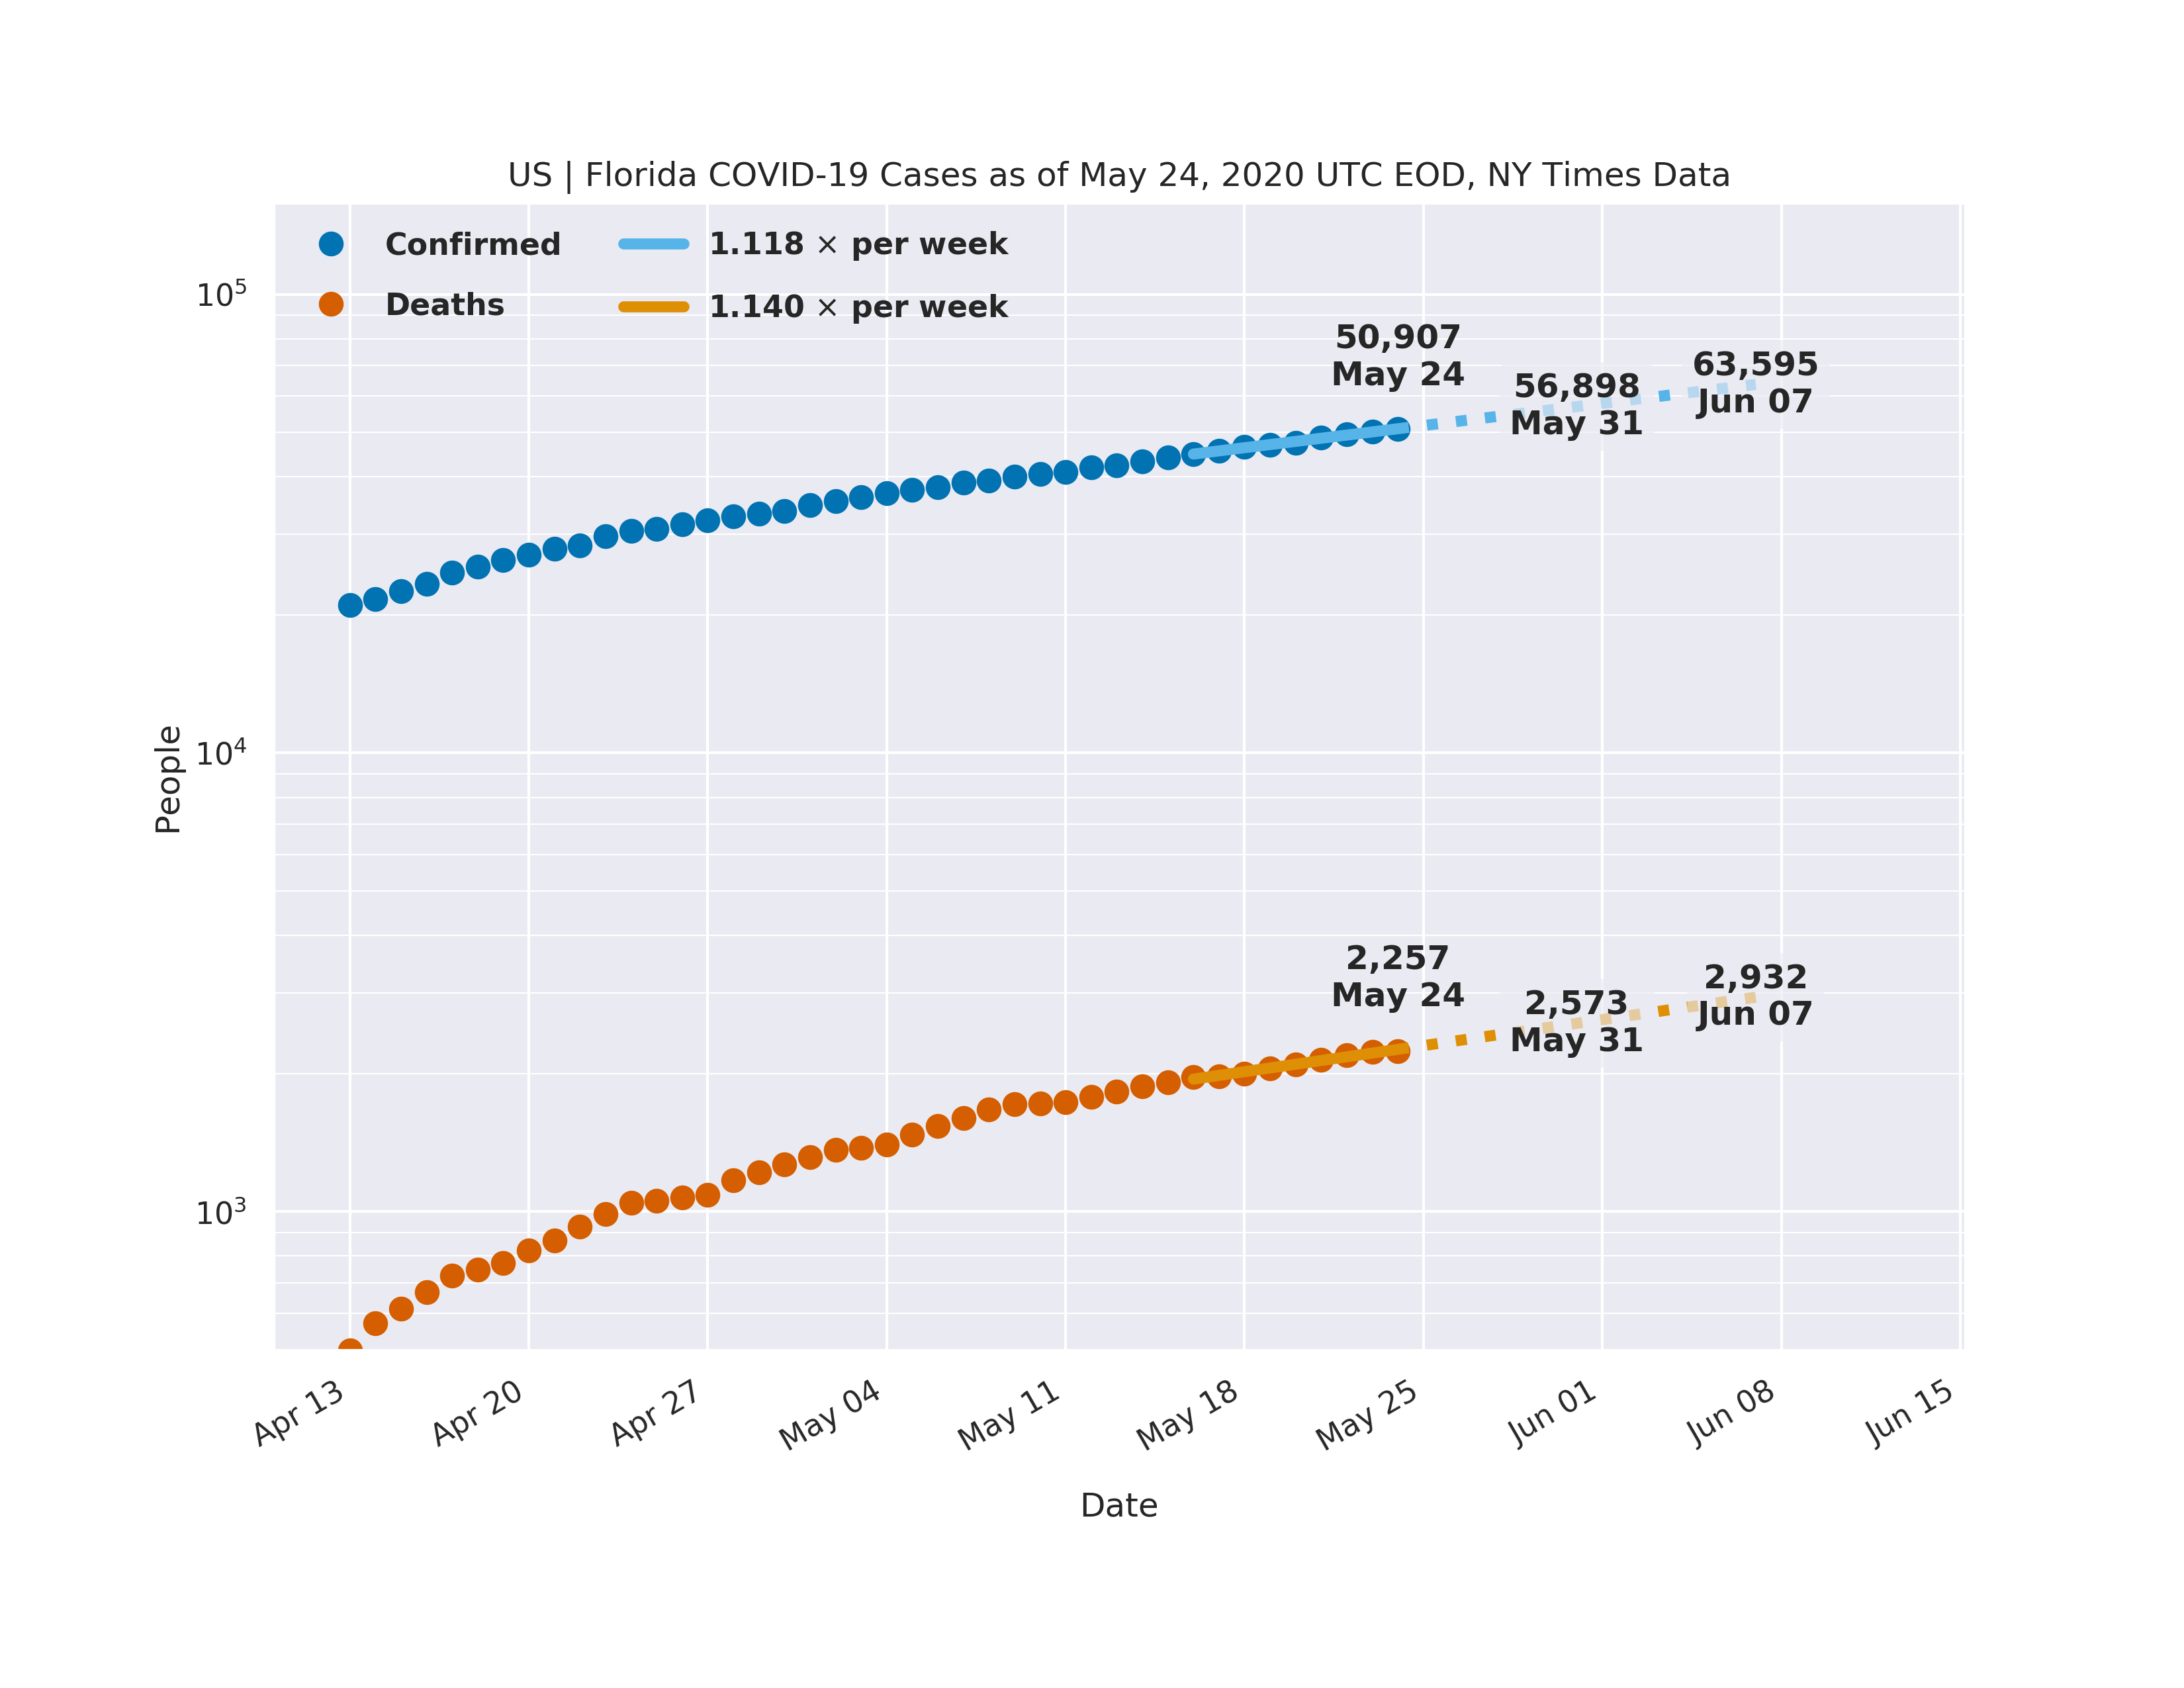 US | Florida COVID-19 Cases as of May 24, 2020 UTC EOD, NY Times Data
Confirmed
Deaths
1.118 × per week
1.140 × per week
50,907
May 24
56,898
May 31
63,595
Jun 07
2,257
May 24
2,573
May 31
2,932
Jun 07
People
10⁵
10⁴
10³
Apr 13
Apr 20
Apr 27
May 04
May 11
May 18
May 25
Jun 01
Jun 08
Jun 15
Date